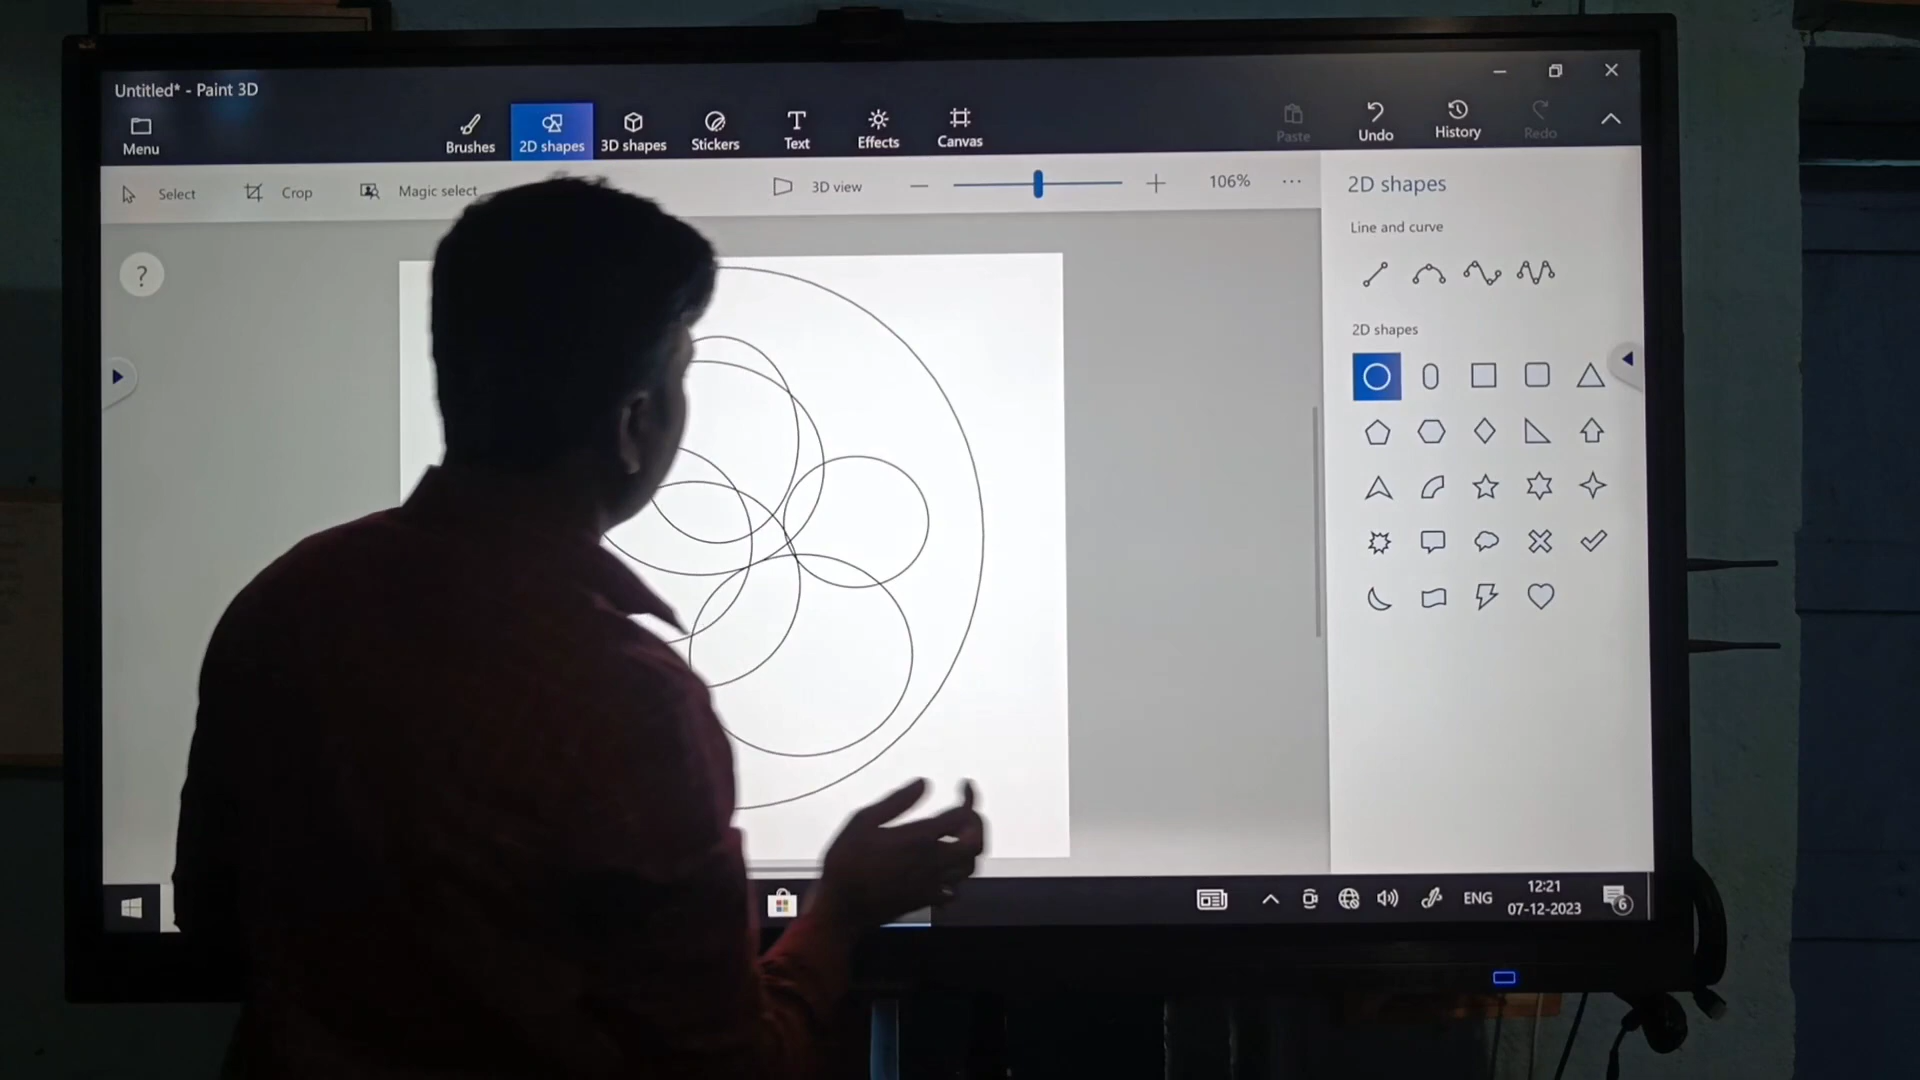 Untitled* - Paint 3D
Menu
Brushes
2D shapes
3D shapes
Stickers
Text
Effects
Canvas
Paste
Undo
History
Redo
Select
Crop
Magic select
3D view
106%
2D shapes
Line and curve
2D shapes
?
ENG
12:21
07-12-2023
6